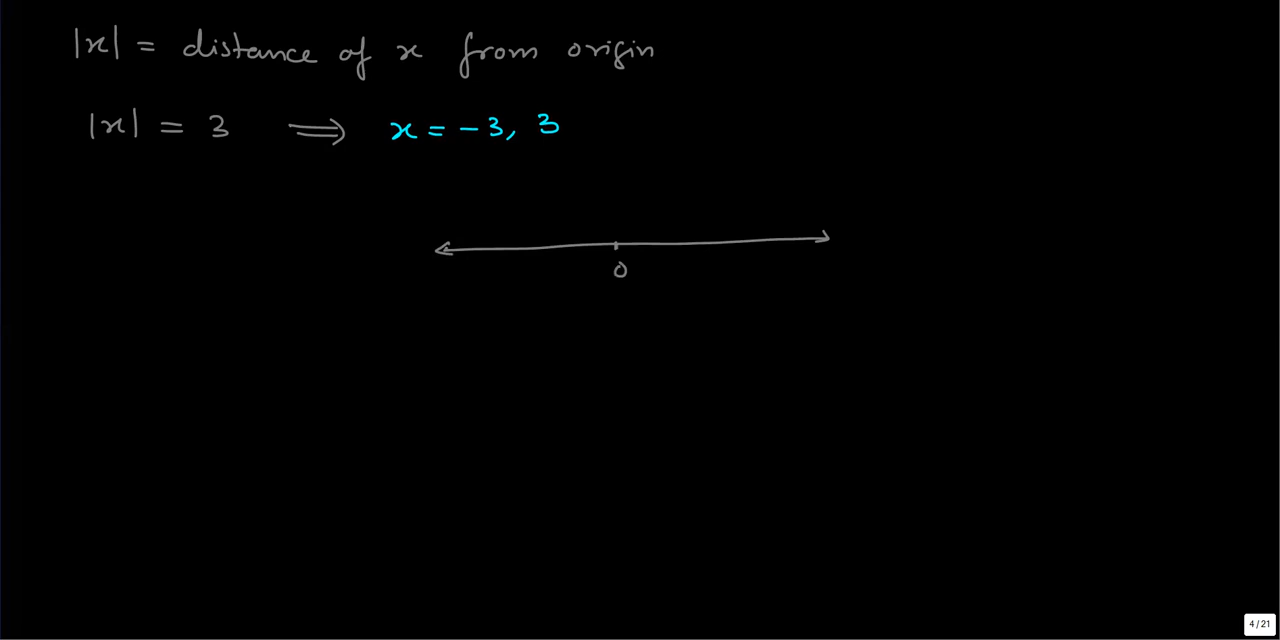 |x| = distance of x from origin
|x| = 3 ⟹ x = -3, 3
0
4 / 21